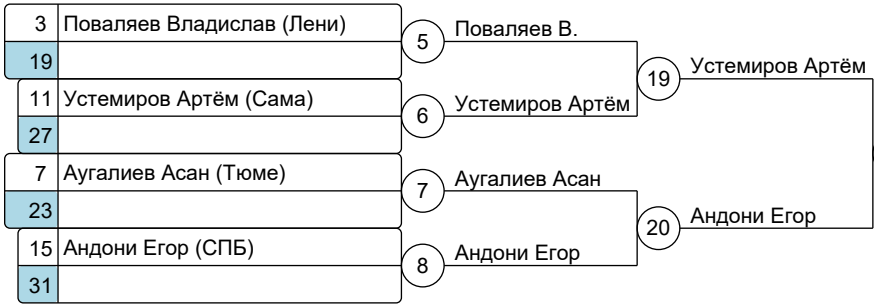 3 Поваляев Владислав (Лени)
19
5 Поваляев В.
11 Устемиров Артём (Сама)
27
6 Устемиров Артём
19 Устемиров Артём
7 Аугалиев Асан (Тюме)
23
7 Аугалиев Асан
15 Андони Егор (СПБ)
31
8 Андони Егор
20 Андони Егор